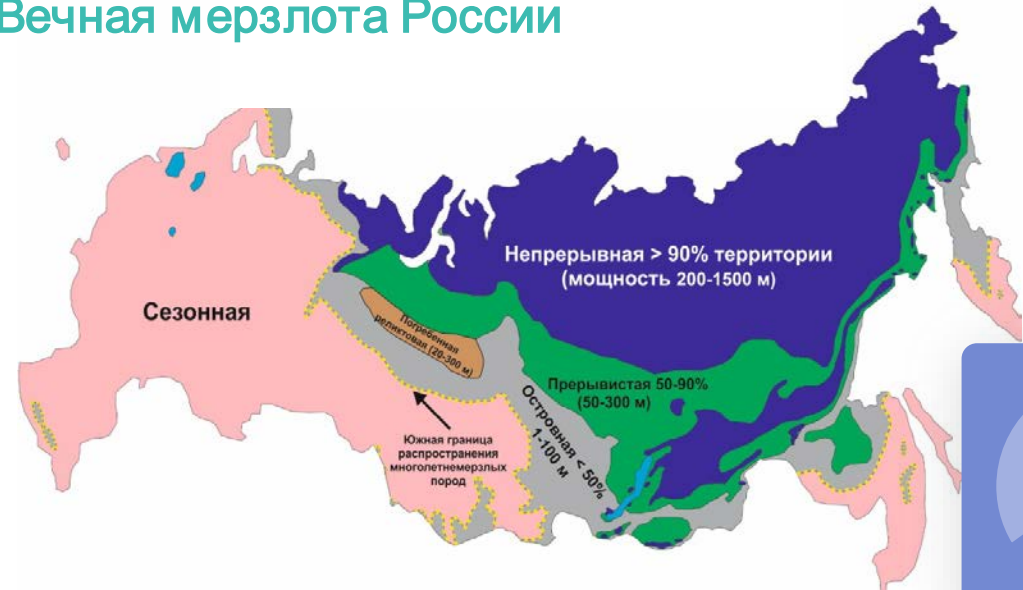 Вечная мерзлота России
Непрерывная > 90% территории
(мощность 200-1500 м)
Сезонная
Погребенная
реликтовая (20-300 м)
Прерывистая 50-90%
(50-300 м)
Островная < 50%
1-100 м
Южная граница
распространения
многолетнемерзлых
пород